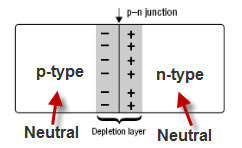 p–n junction
− +
− +
− +
p-type n-type
− +
− +
− +
Neutral Depletion layer Neutral